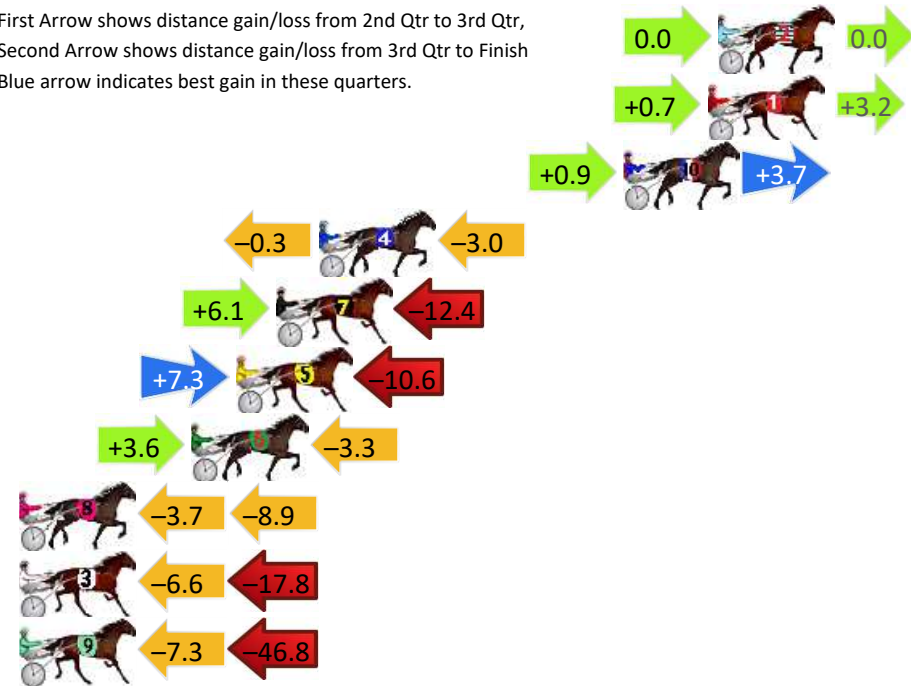 First Arrow shows distance gain/loss from 2nd Qtr to 3rd Qtr,
Second Arrow shows distance gain/loss from 3rd Qtr to Finish
Blue arrow indicates best gain in these quarters.
0.0 2 0.0
+0.7 1 +3.2
+0.9 10 +3.7
–0.3 4 –3.0
+6.1 7 –12.4
+7.3 5 –10.6
+3.6 6 –3.3
8 –3.7 –8.9
3 –6.6 –17.8
9 –7.3 –46.8